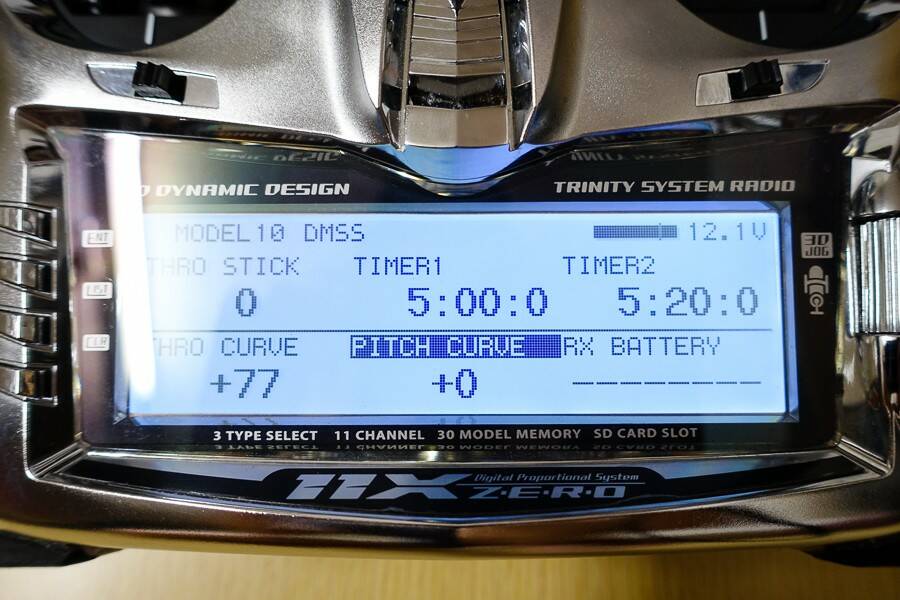 DYNAMIC DESIGN
TRINITY SYSTEM RADIO
MODEL10 DMSS 12.1V
ENT
THRO STICK TIMER1 TIMER2
3D JOG
LIST
0 5:00:0 5:20:0
CLR
THRO CURVE PITCH CURVE RX BATTERY
+77 +0 ---------
3 TYPE SELECT 11 CHANNEL 30 MODEL MEMORY SD CARD SLOT
11X Digital Proportional System
Z·E·R·O